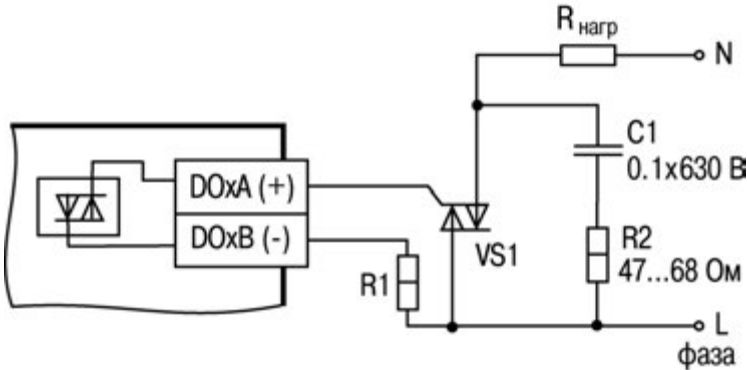 R нагр
N
C1
0.1x630 В
DOxA (+)
DOxB (-)
VS1
R1
R2
47...68 Ом
L
фаза